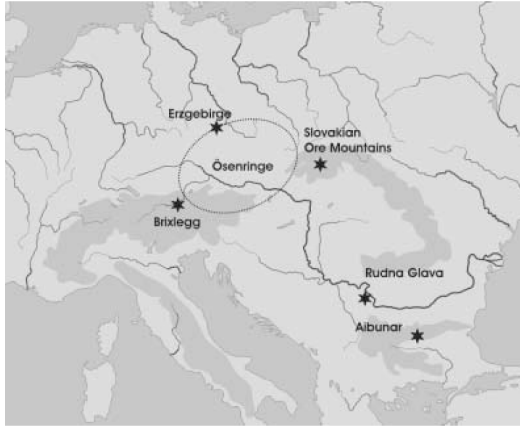 Erzgebirge
Slovakian
Ore Mountains
Ösenringe
Brixlegg
Rudna Glava
Aibunar